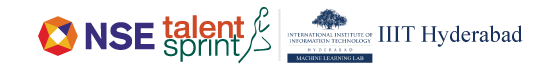 NSE talent
sprint
INTERNATIONAL INSTITUTE OF
INFORMATION TECHNOLOGY
HYDERABAD
MACHINE LEARNING LAB
IIIT Hyderabad